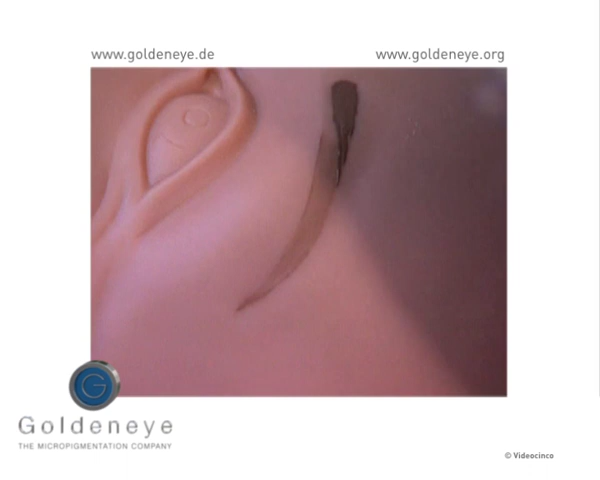 www.goldeneye.de
www.goldeneye.org
G
Goldeneye
THE MICROPIGMENTATION COMPANY
© Videocinco